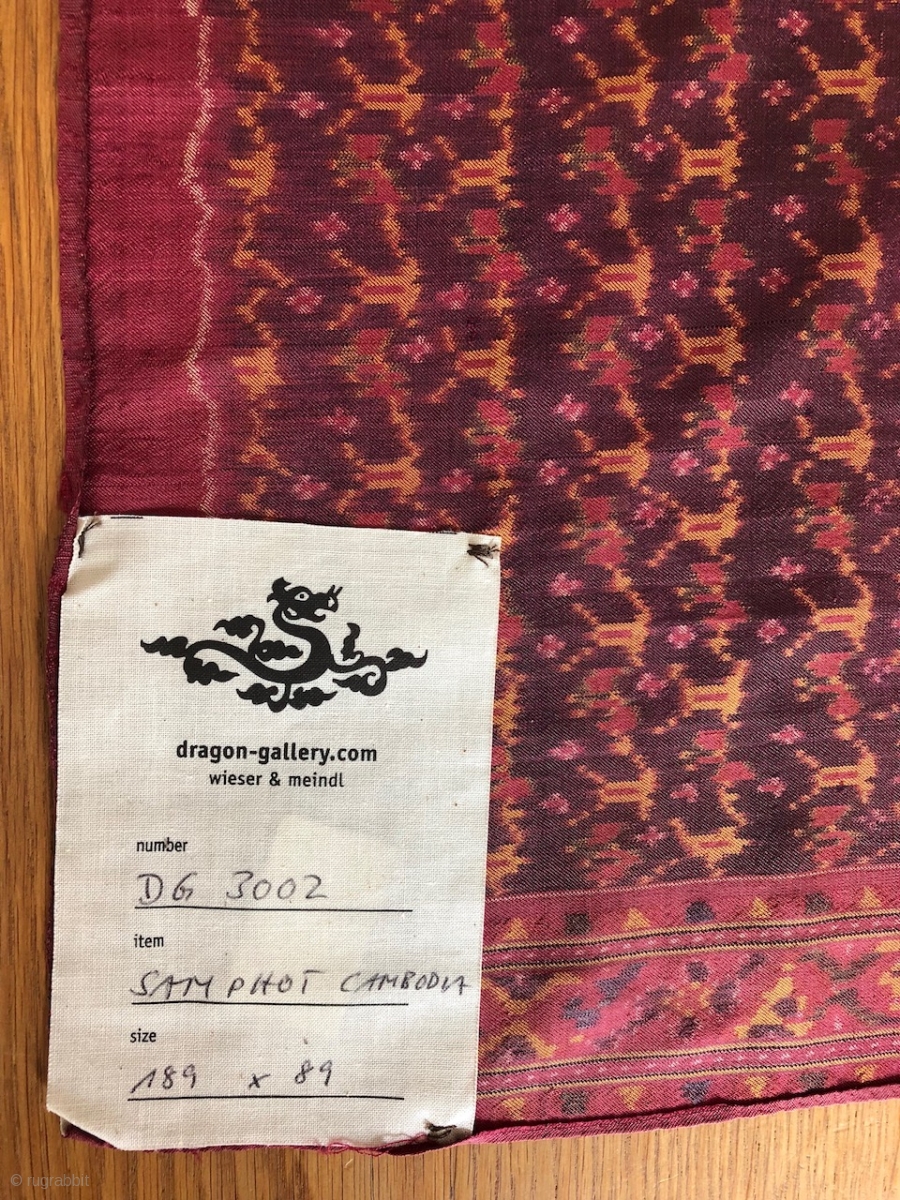 dragon-gallery.com
wieser & meindl
number
DG 3002
item
SAMPHOT CAMBODIA
size
189 x 89
© rugrabbit